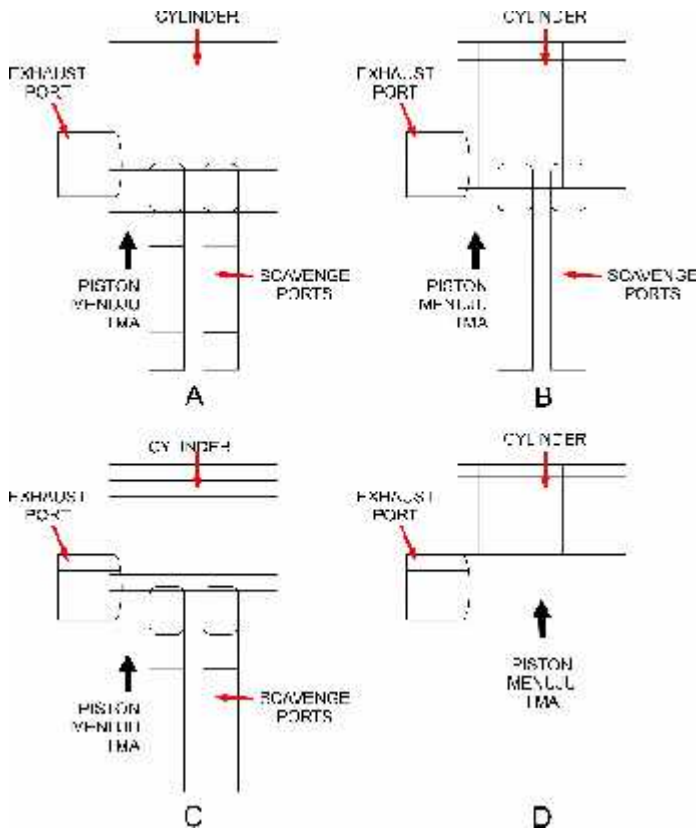 CYLINDER
EXHAUST
PORT
PISTON
MENUJU
TMA
SCAVENGE
PORTS
A
CYLINDER
EXHAUST
PORT
PISTON
MENUJU
TMA
SCAVENGE
PORTS
B
CYLINDER
EXHAUST
PORT
PISTON
MENUJU
TMA
SCAVENGE
PORTS
C
CYLINDER
EXHAUST
PORT
PISTON
MENUJU
TMA
D